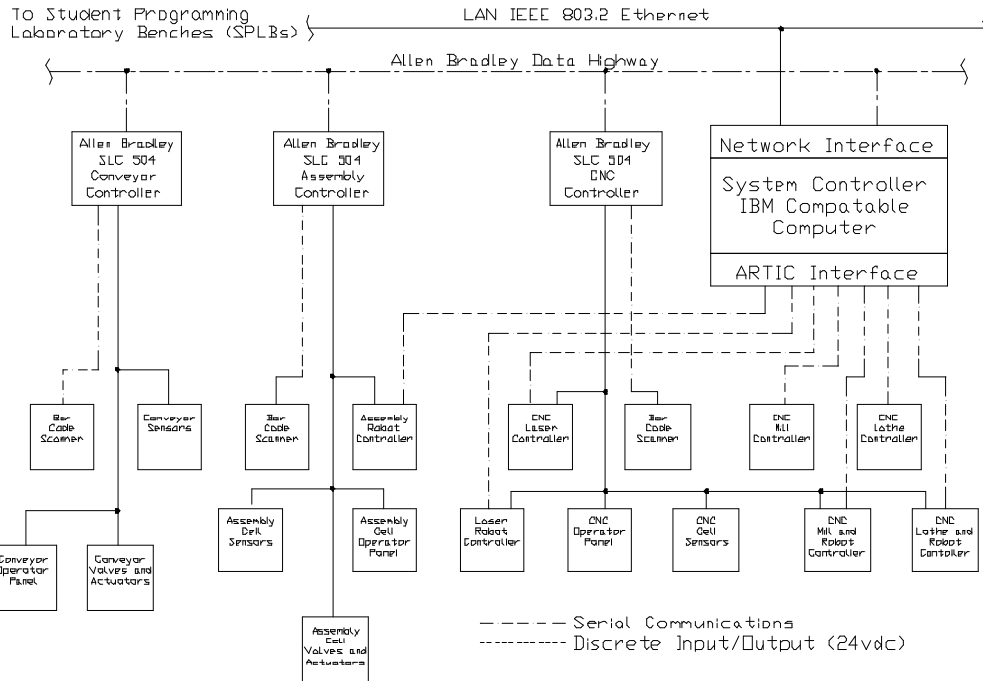 To Student Programming
Laboratory Benches (SPLBs)
LAN IEEE 803.2 Ethernet
Allen Bradley Data Highway
Allen Bradley
SLC 504
Conveyor
Controller
Allen Bradley
SLC 504
Assembly
Controller
Allen Bradley
SLC 504
CNC
Controller
Network Interface
System Controller
IBM Compatable
Computer
ARTIC Interface
Bar
Code
Scanner
Conveyor
Sensors
Bar
Code
Scanner
Assembly
Robot
Controller
CNC
Laser
Controller
Bar
Code
Scanner
CNC
Mill
Controller
CNC
Lathe
Controller
Conveyor
Operator
Panel
Conveyor
Valves and
Actuators
Assembly
Cell
Sensors
Assembly
Cell
Operator
Panel
Laser
Robot
Controller
CNC
Operator
Panel
CNC
Cell
Sensors
CNC
Mill and
Robot
Controller
CNC
Lathe and
Robot
Contoller
Assembly
Cell
Valves and
Actuators
Serial Communications
Discrete Input/Output (24vdc)